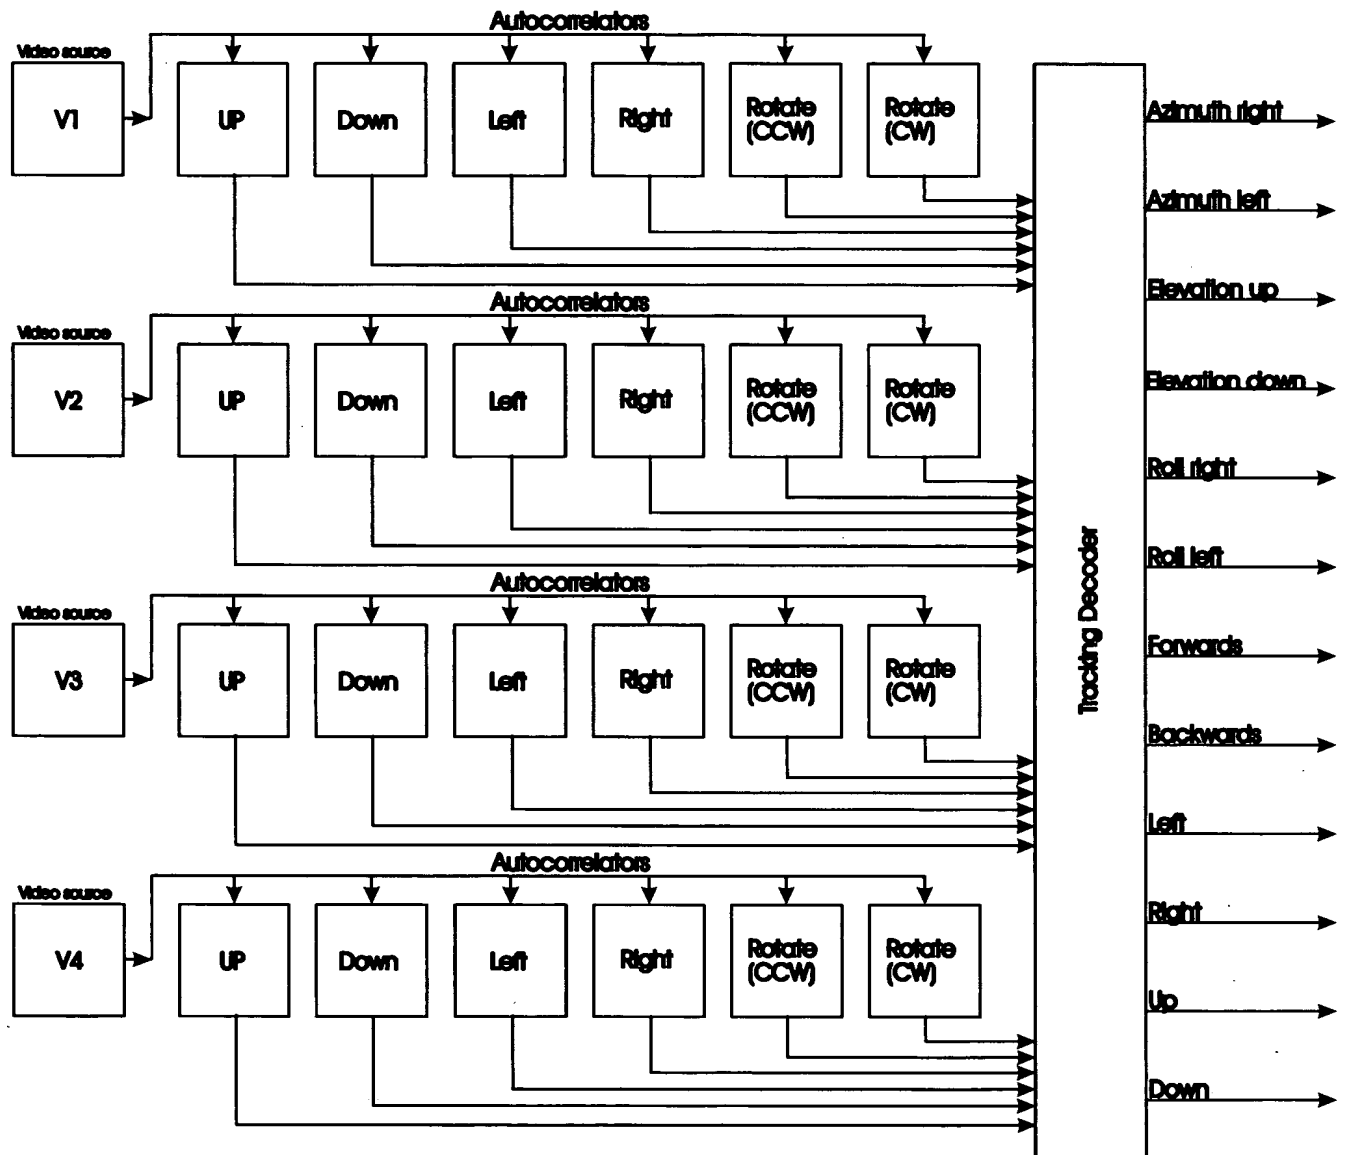 Autocorrelators
Video source
V1
UP
Down
Left
Right
Rotate
(CCW)
Rotate
(CW)
Azimuth right
Azimuth left
Elevation up
Autocorrelators
Video source
V2
UP
Down
Left
Right
Rotate
(CCW)
Rotate
(CW)
Elevation down
Roll right
Roll left
Tracking Decoder
Autocorrelators
Video source
V3
UP
Down
Left
Right
Rotate
(CCW)
Rotate
(CW)
Forwards
Backwards
Left
Autocorrelators
Video source
V4
UP
Down
Left
Right
Rotate
(CCW)
Rotate
(CW)
Right
Up
Down